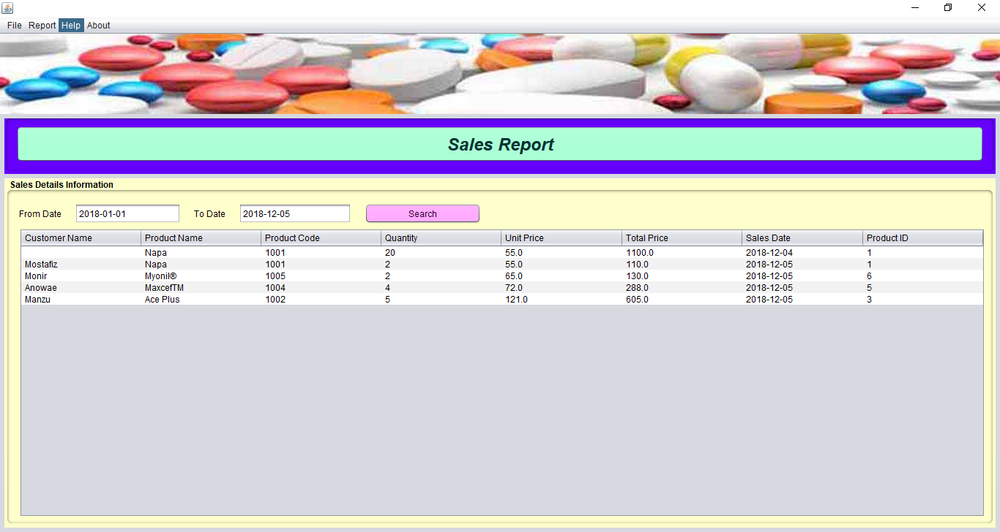 File Report Help About
Sales Report
Sales Details Information
From Date 2018-01-01 To Date 2018-12-05 Search
Customer Name Product Name Product Code Quantity Unit Price Total Price Sales Date Product ID
Napa 1001 20 55.0 1100.0 2018-12-04 1
Mostafiz Napa 1001 2 55.0 110.0 2018-12-05 1
Monir Myonil® 1005 2 65.0 130.0 2018-12-05 6
Anowae MaxcefTM 1004 4 72.0 288.0 2018-12-05 5
Manzu Ace Plus 1002 5 121.0 605.0 2018-12-05 3